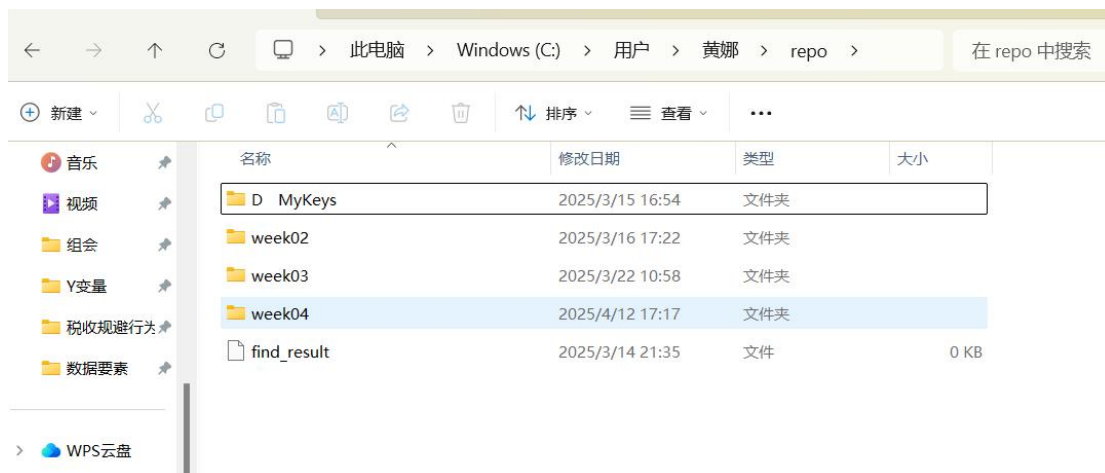 此电脑 > Windows (C:) > 用户 > 黄娜 > repo > 在 repo 中搜索
新建 排序 查看 ...
音乐
视频
组会
Y变量
税收规避行为
数据要素
WPS云盘
名称 修改日期 类型 大小
D MyKeys 2025/3/15 16:54 文件夹
week02 2025/3/16 17:22 文件夹
week03 2025/3/22 10:58 文件夹
week04 2025/4/12 17:17 文件夹
find_result 2025/3/14 21:35 文件 0 KB